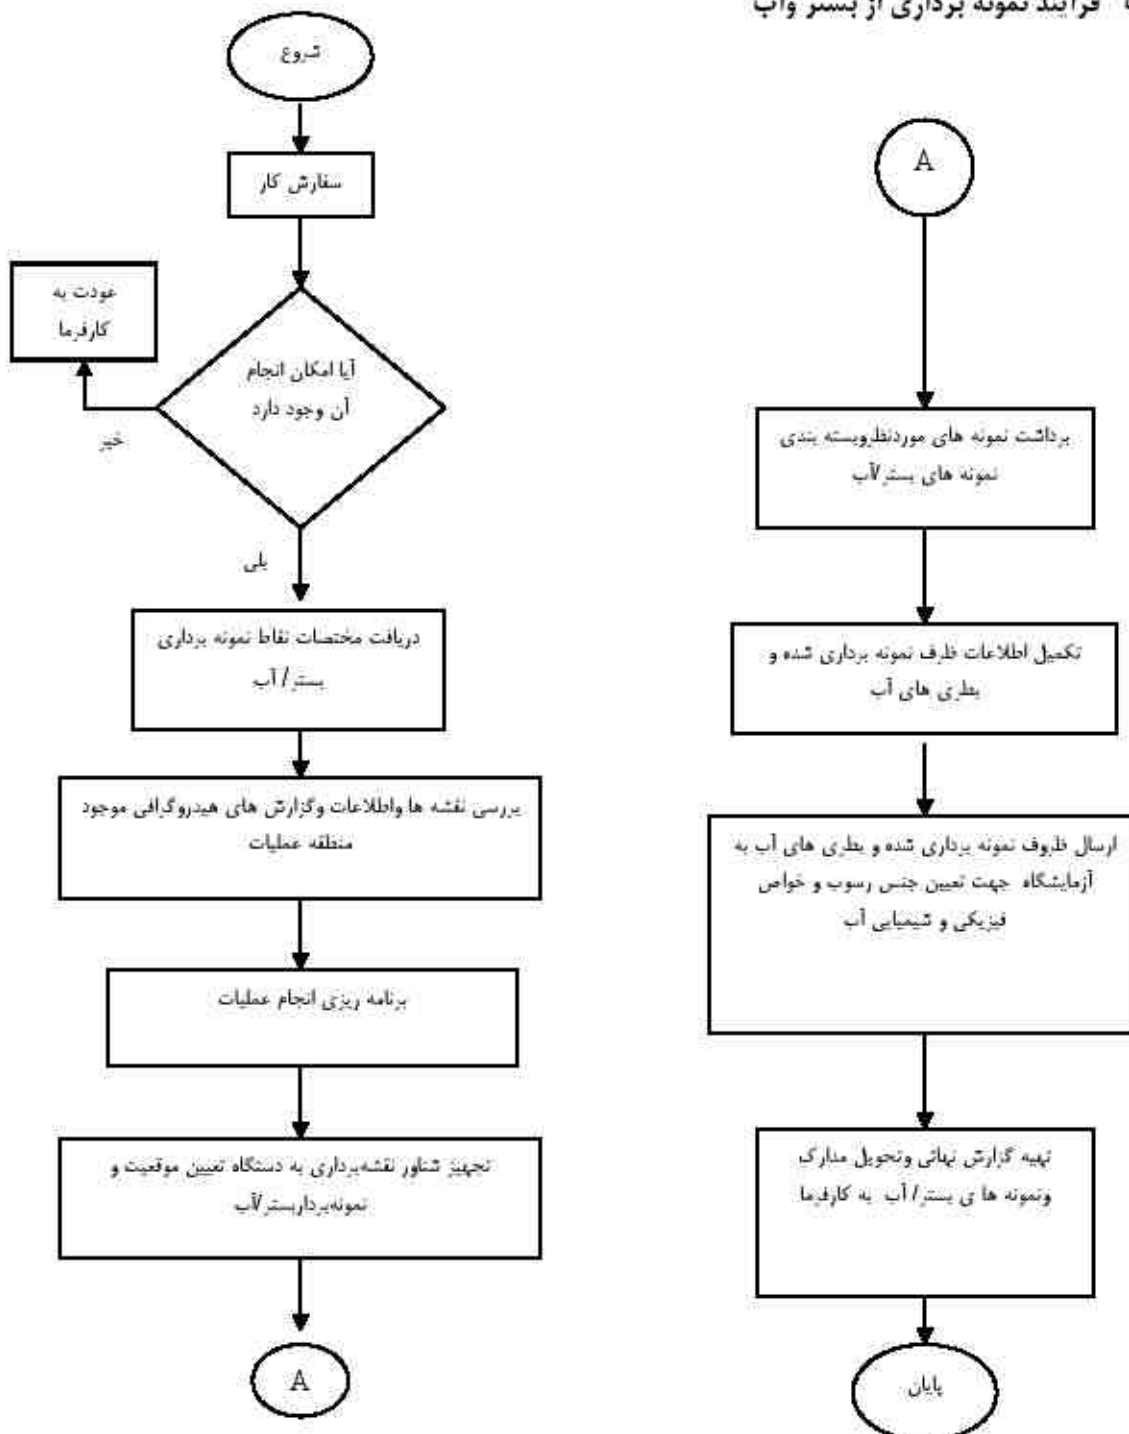 فرآیند نمونه برداری از بستر وآب
شروع
سفارش کار
آیا امکان انجام
آن وجود دارد
خیر
عودت به
کارفرما
بلی
دریافت مختصات نقاط نمونه برداری
بستر/ آب
بررسی نقشه ها واطلاعات وگزارش های هیدروگرافی موجود
منطقه عملیات
برنامه ریزی انجام عملیات
تجهیز شناور نقشه‌برداری به دستگاه تعیین موقعیت و
نمونه‌برداربستر/آب
A
A
برداشت نمونه های موردنظروبسته بندی
نمونه های بستر/آب
تکمیل اطلاعات ظرف نمونه برداری شده و
بطری های آب
ارسال ظروف نمونه برداری شده و بطری های آب به
آزمایشگاه جهت تعیین جنس رسوب و خواص
فیزیکی و شیمیایی آب
تهیه گزارش نهائی وتحویل مدارک
ونمونه ها ی بستر/ آب به کارفرما
پایان